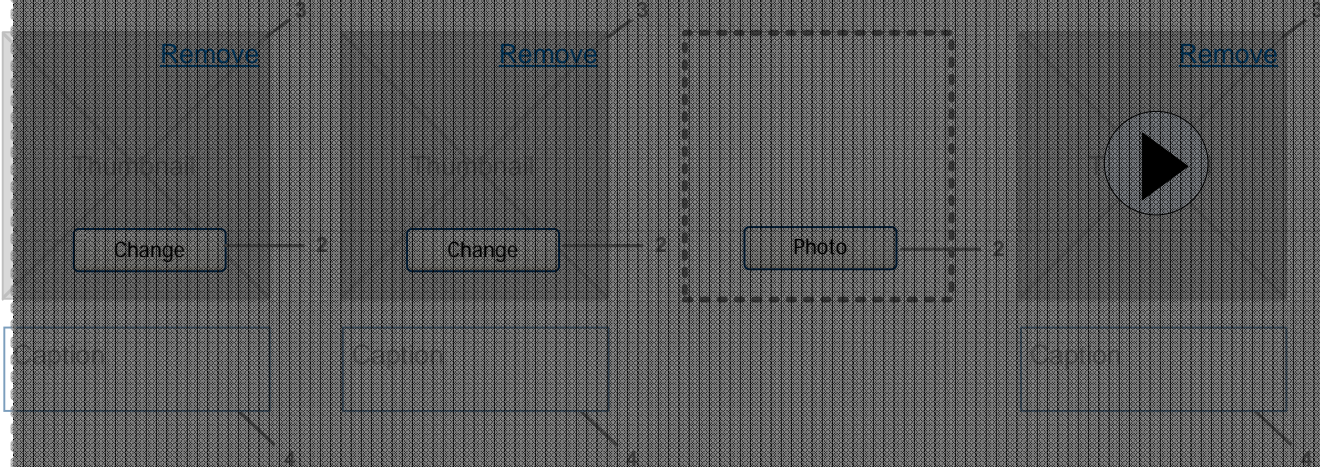 3 3 3
Remove Remove Remove
Thumbnail Thumbnail
Change 2 Change 2 Photo 2
Caption Caption Caption
4 4 4